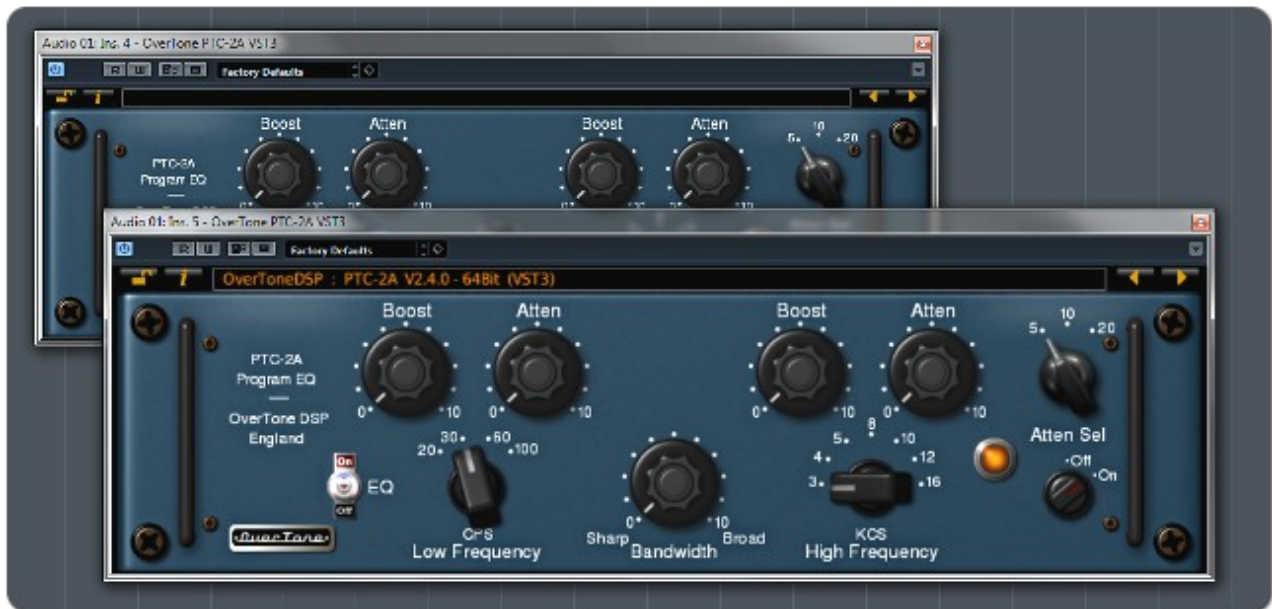 Audio 01: Ins. 4 - OverTone PTC-2A VST3
R W
Factory Defaults
i
Boost Atten Boost Atten
5 10 20
PTC-2A
Program EQ
Audio 01: Ins. 5 - OverTone PTC-2A VST3
R W
Factory Defaults
i OverToneDSP : PTC-2A V2.4.0 - 64Bit (VST3)
Boost Atten Boost Atten
5 10 20
PTC-2A
Program EQ
OverTone DSP
England
0 10 0 10 0 10 0 10
Atten Sel
20 30 60 100
3 4 5 8 10 12 16
Off On
On
EQ
Off
0 10
Sharp Bandwidth Broad
CPS
Low Frequency
KCS
High Frequency
OverTone